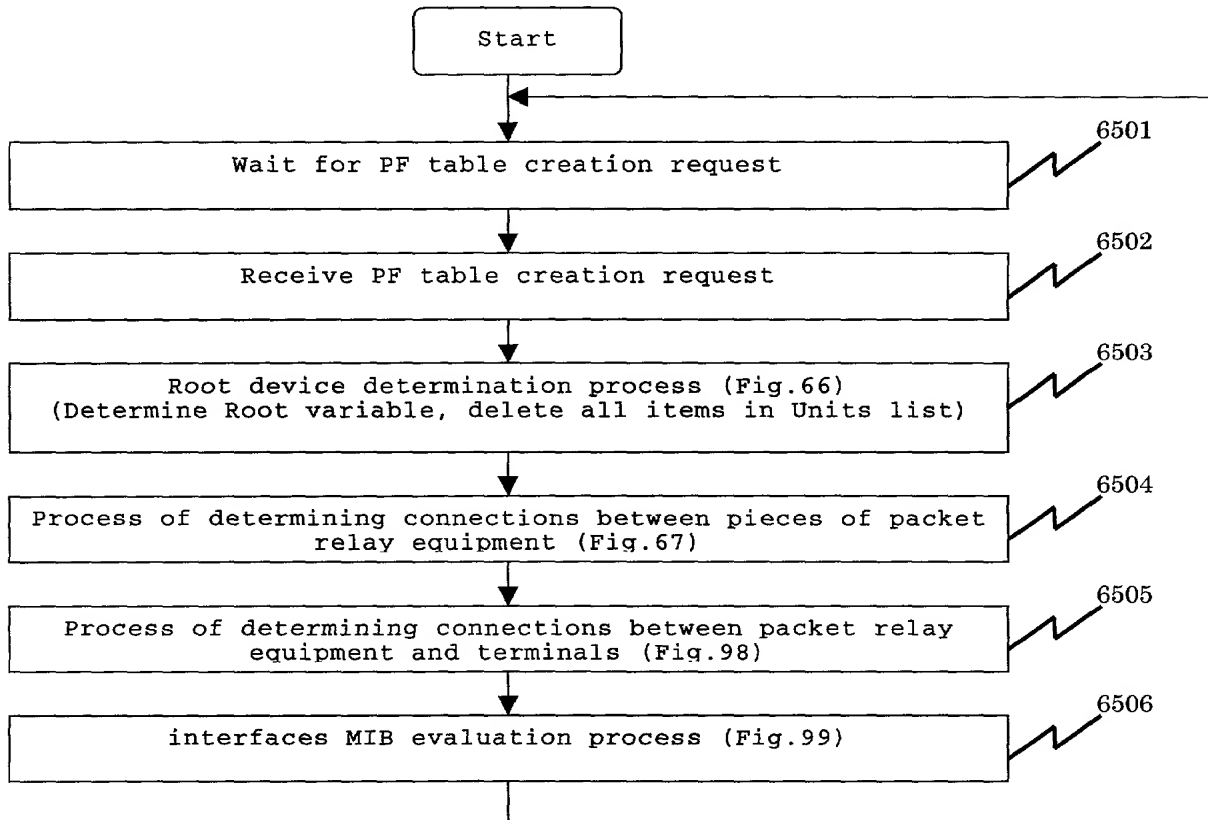 Start
6501
Wait for PF table creation request
6502
Receive PF table creation request
6503
Root device determination process (Fig.66)
(Determine Root variable, delete all items in Units list)
6504
Process of determining connections between pieces of packet
relay equipment (Fig.67)
6505
Process of determining connections between packet relay
equipment and terminals (Fig.98)
6506
interfaces MIB evaluation process (Fig.99)